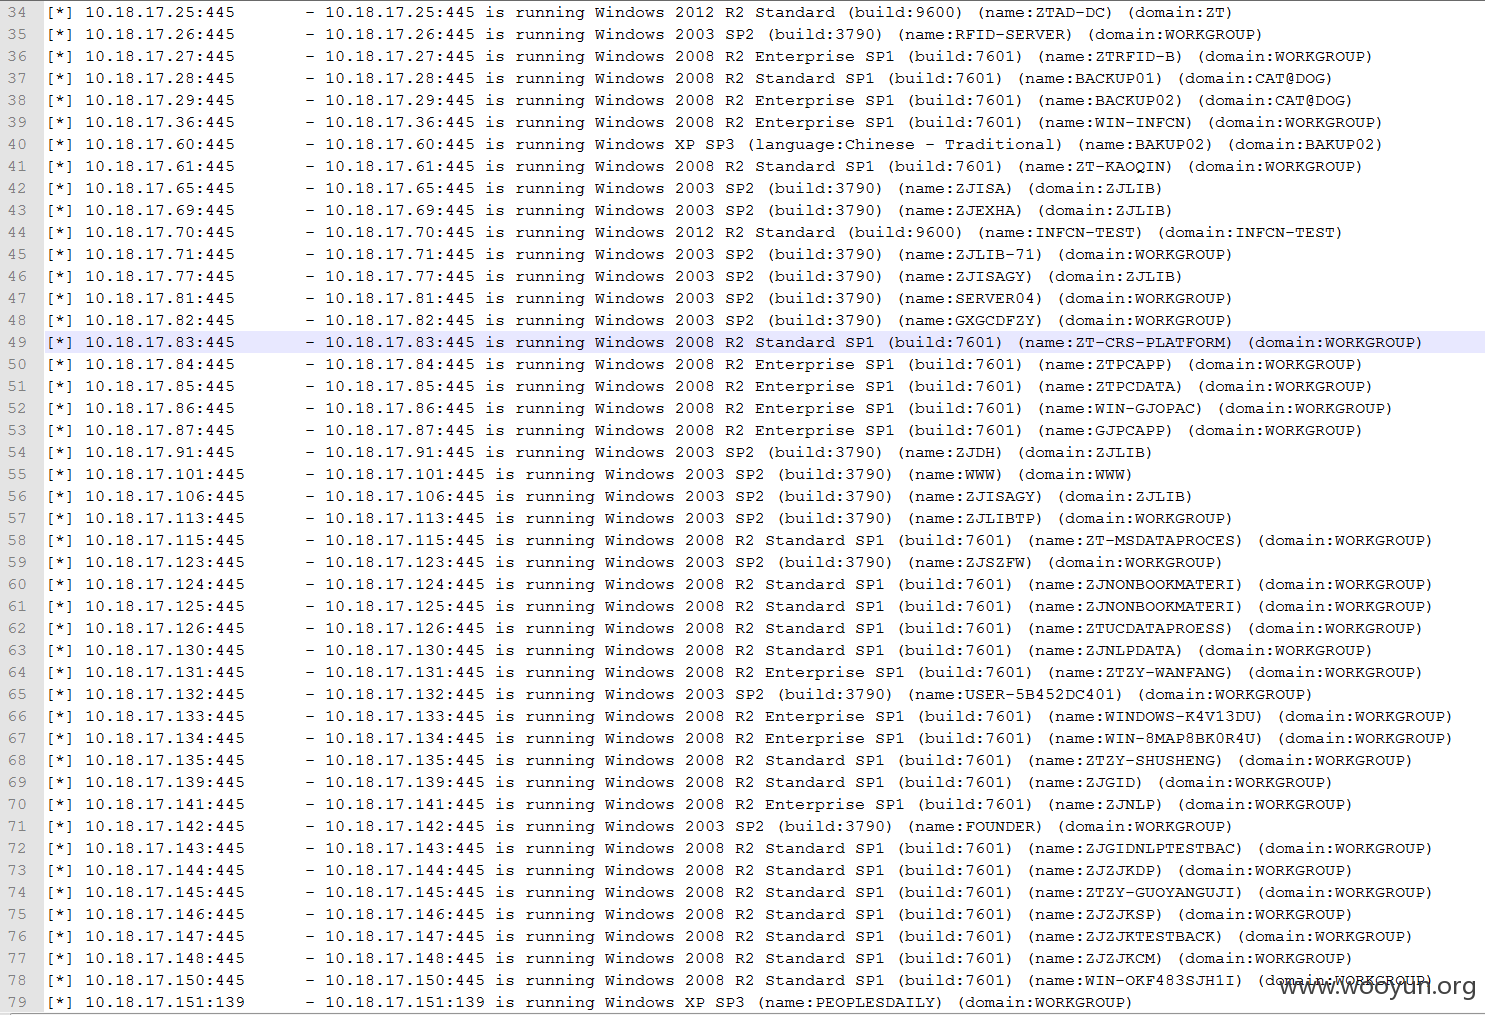 34 [*] 10.18.17.25:445 - 10.18.17.25:445 is running Windows 2012 R2 Standard (build:9600) (name:ZTAD-DC) (domain:ZT)
35 [*] 10.18.17.26:445 - 10.18.17.26:445 is running Windows 2003 SP2 (build:3790) (name:RFID-SERVER) (domain:WORKGROUP)
36 [*] 10.18.17.27:445 - 10.18.17.27:445 is running Windows 2008 R2 Enterprise SP1 (build:7601) (name:ZTRFID-B) (domain:WORKGROUP)
37 [*] 10.18.17.28:445 - 10.18.17.28:445 is running Windows 2008 R2 Standard SP1 (build:7601) (name:BACKUP01) (domain:CAT@DOG)
38 [*] 10.18.17.29:445 - 10.18.17.29:445 is running Windows 2008 R2 Enterprise SP1 (build:7601) (name:BACKUP02) (domain:CAT@DOG)
39 [*] 10.18.17.36:445 - 10.18.17.36:445 is running Windows 2008 R2 Enterprise SP1 (build:7601) (name:WIN-INFCN) (domain:WORKGROUP)
40 [*] 10.18.17.60:445 - 10.18.17.60:445 is running Windows XP SP3 (language:Chinese - Traditional) (name:BAKUP02) (domain:BAKUP02)
41 [*] 10.18.17.61:445 - 10.18.17.61:445 is running Windows 2008 R2 Standard SP1 (build:7601) (name:ZT-KAOQIN) (domain:WORKGROUP)
42 [*] 10.18.17.65:445 - 10.18.17.65:445 is running Windows 2003 SP2 (build:3790) (name:ZJISA) (domain:ZJLIB)
43 [*] 10.18.17.69:445 - 10.18.17.69:445 is running Windows 2003 SP2 (build:3790) (name:ZJEXHA) (domain:ZJLIB)
44 [*] 10.18.17.70:445 - 10.18.17.70:445 is running Windows 2012 R2 Standard (build:9600) (name:INFCN-TEST) (domain:INFCN-TEST)
45 [*] 10.18.17.71:445 - 10.18.17.71:445 is running Windows 2003 SP2 (build:3790) (name:ZJLIB-71) (domain:WORKGROUP)
46 [*] 10.18.17.77:445 - 10.18.17.77:445 is running Windows 2003 SP2 (build:3790) (name:ZJISAGY) (domain:ZJLIB)
47 [*] 10.18.17.81:445 - 10.18.17.81:445 is running Windows 2003 SP2 (build:3790) (name:SERVER04) (domain:WORKGROUP)
48 [*] 10.18.17.82:445 - 10.18.17.82:445 is running Windows 2003 SP2 (build:3790) (name:GXGCDFZY) (domain:WORKGROUP)
49 [*] 10.18.17.83:445 - 10.18.17.83:445 is running Windows 2008 R2 Standard SP1 (build:7601) (name:ZT-CRS-PLATFORM) (domain:WORKGROUP)
50 [*] 10.18.17.84:445 - 10.18.17.84:445 is running Windows 2008 R2 Enterprise SP1 (build:7601) (name:ZTPCAPP) (domain:WORKGROUP)
51 [*] 10.18.17.85:445 - 10.18.17.85:445 is running Windows 2008 R2 Enterprise SP1 (build:7601) (name:ZTPCDATA) (domain:WORKGROUP)
52 [*] 10.18.17.86:445 - 10.18.17.86:445 is running Windows 2008 R2 Enterprise SP1 (build:7601) (name:WIN-GJOPAC) (domain:WORKGROUP)
53 [*] 10.18.17.87:445 - 10.18.17.87:445 is running Windows 2008 R2 Enterprise SP1 (build:7601) (name:GJPCAPP) (domain:WORKGROUP)
54 [*] 10.18.17.91:445 - 10.18.17.91:445 is running Windows 2003 SP2 (build:3790) (name:ZJDH) (domain:ZJLIB)
55 [*] 10.18.17.101:445 - 10.18.17.101:445 is running Windows 2003 SP2 (build:3790) (name:WWW) (domain:WWW)
56 [*] 10.18.17.106:445 - 10.18.17.106:445 is running Windows 2003 SP2 (build:3790) (name:ZJISAGY) (domain:ZJLIB)
57 [*] 10.18.17.113:445 - 10.18.17.113:445 is running Windows 2003 SP2 (build:3790) (name:ZJLIBTP) (domain:WORKGROUP)
58 [*] 10.18.17.115:445 - 10.18.17.115:445 is running Windows 2008 R2 Standard SP1 (build:7601) (name:ZT-MSDATAPROCES) (domain:WORKGROUP)
59 [*] 10.18.17.123:445 - 10.18.17.123:445 is running Windows 2003 SP2 (build:3790) (name:ZJSZFW) (domain:WORKGROUP)
60 [*] 10.18.17.124:445 - 10.18.17.124:445 is running Windows 2008 R2 Standard SP1 (build:7601) (name:ZJNONBOOKMATERI) (domain:WORKGROUP)
61 [*] 10.18.17.125:445 - 10.18.17.125:445 is running Windows 2008 R2 Standard SP1 (build:7601) (name:ZJNONBOOKMATERI) (domain:WORKGROUP)
62 [*] 10.18.17.126:445 - 10.18.17.126:445 is running Windows 2008 R2 Standard SP1 (build:7601) (name:ZTUCDATAPROESS) (domain:WORKGROUP)
63 [*] 10.18.17.130:445 - 10.18.17.130:445 is running Windows 2008 R2 Standard SP1 (build:7601) (name:ZJNLPDATA) (domain:WORKGROUP)
64 [*] 10.18.17.131:445 - 10.18.17.131:445 is running Windows 2008 R2 Enterprise SP1 (build:7601) (name:ZTZY-WANFANG) (domain:WORKGROUP)
65 [*] 10.18.17.132:445 - 10.18.17.132:445 is running Windows 2003 SP2 (build:3790) (name:USER-5B452DC401) (domain:WORKGROUP)
66 [*] 10.18.17.133:445 - 10.18.17.133:445 is running Windows 2008 R2 Enterprise SP1 (build:7601) (name:WINDOWS-K4V13DU) (domain:WORKGROUP)
67 [*] 10.18.17.134:445 - 10.18.17.134:445 is running Windows 2008 R2 Enterprise SP1 (build:7601) (name:WIN-8MAP8BK0R4U) (domain:WORKGROUP)
68 [*] 10.18.17.135:445 - 10.18.17.135:445 is running Windows 2008 R2 Standard SP1 (build:7601) (name:ZTZY-SHUSHENG) (domain:WORKGROUP)
69 [*] 10.18.17.139:445 - 10.18.17.139:445 is running Windows 2008 R2 Standard SP1 (build:7601) (name:ZJGID) (domain:WORKGROUP)
70 [*] 10.18.17.141:445 - 10.18.17.141:445 is running Windows 2008 R2 Enterprise SP1 (build:7601) (name:ZJNLP) (domain:WORKGROUP)
71 [*] 10.18.17.142:445 - 10.18.17.142:445 is running Windows 2003 SP2 (build:3790) (name:FOUNDER) (domain:WORKGROUP)
72 [*] 10.18.17.143:445 - 10.18.17.143:445 is running Windows 2008 R2 Standard SP1 (build:7601) (name:ZJGIDNLPTESTBAC) (domain:WORKGROUP)
73 [*] 10.18.17.144:445 - 10.18.17.144:445 is running Windows 2008 R2 Standard SP1 (build:7601) (name:ZJZJKDP) (domain:WORKGROUP)
74 [*] 10.18.17.145:445 - 10.18.17.145:445 is running Windows 2008 R2 Standard SP1 (build:7601) (name:ZTZY-GUOYANGUJI) (domain:WORKGROUP)
75 [*] 10.18.17.146:445 - 10.18.17.146:445 is running Windows 2008 R2 Standard SP1 (build:7601) (name:ZJZJKSP) (domain:WORKGROUP)
76 [*] 10.18.17.147:445 - 10.18.17.147:445 is running Windows 2008 R2 Standard SP1 (build:7601) (name:ZJZJKTESTBACK) (domain:WORKGROUP)
77 [*] 10.18.17.148:445 - 10.18.17.148:445 is running Windows 2008 R2 Standard SP1 (build:7601) (name:ZJZJKCM) (domain:WORKGROUP)
78 [*] 10.18.17.150:445 - 10.18.17.150:445 is running Windows 2008 R2 Standard SP1 (build:7601) (name:WIN-OKF483SJH1I) (domain:WORKGROUP)
www.wooyun.org
79 [*] 10.18.17.151:139 - 10.18.17.151:139 is running Windows XP SP3 (name:PEOPLESDAILY) (domain:WORKGROUP)